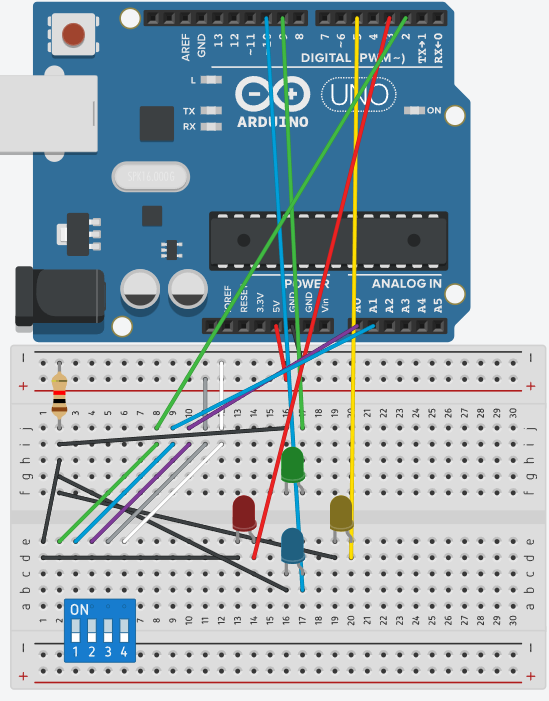 AREF
GND
13
12
~11
10
9
8
7
~6
5
4
3
2
TX→1
RX←0
DIGITAL (PWM~)
L
TX
RX
ARDUINO
UNO
ON
POWER
ANALOG IN
RESET
3.3V
5V
GND
GND
Vin
A0
A1
A2
A3
A4
A5
− −
+ +
1 2 3 4 5 6 7 8 9 10 11 12 13 14 15 16 17 18 19 20 21 22 23 24 25 26 27 28 29 30
j j
i i
h h
g g
f f
e e
d d
c c
b b
a a
1 2 3 4 5 6 7 8 9 10 11 12 13 14 15 16 17 18 19 20 21 22 23 24 25 26 27 28 29 30
ON
1 2 3 4
− −
+ +